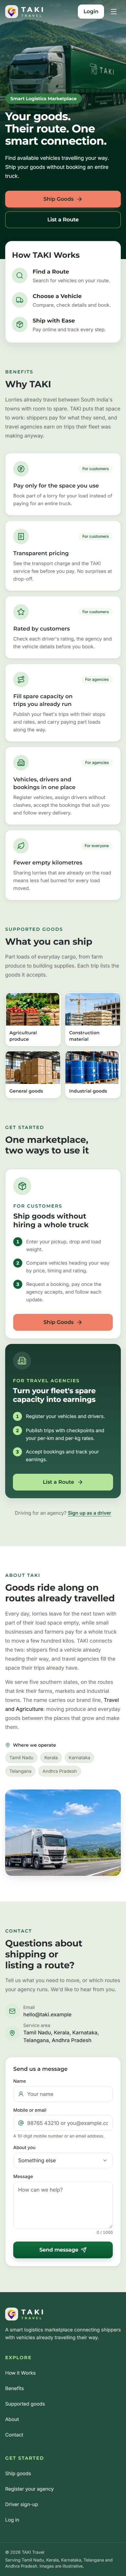 TAKI
TRAVEL
Login
TAKI
Smart Logistics Marketplace
Your goods.
Their route. One
smart connection.
Find available vehicles travelling your way.
Ship your goods without booking an entire
truck.
Ship Goods
List a Route
How TAKI Works
Find a Route
Search for vehicles on your route.
Choose a Vehicle
Compare, check details and book.
Ship with Ease
Pay online and track every step.
BENEFITS
Why TAKI
Lorries already travel between South India's
towns with room to spare. TAKI puts that space
to work: shippers pay for what they send, and
travel agencies earn on trips their fleet was
making anyway.
For customers
Pay only for the space you use
Book part of a lorry for your load instead of
paying for an entire truck.
For customers
Transparent pricing
See the transport charge and the TAKI
service fee before you pay. No surprises at
drop-off.
For customers
Rated by customers
Check each driver's rating, the agency and
the vehicle details before you book.
For agencies
Fill spare capacity on
trips you already run
Publish your fleet's trips with their stops
and rates, and carry paying part loads
along the way.
For agencies
Vehicles, drivers and
bookings in one place
Register vehicles, assign drivers without
clashes, accept the bookings that suit you
and follow every delivery.
For everyone
Fewer empty kilometres
Sharing lorries that are already on the road
means less fuel burned for every load
moved.
SUPPORTED GOODS
What you can ship
Part loads of everyday cargo, from farm
produce to industrial supplies. Each trip lists the
goods it accepts.
Agricultural
produce
Construction
material
General goods
Industrial goods
GET STARTED
One marketplace,
two ways to use it
FOR CUSTOMERS
Ship goods without
hiring a whole truck
1 Enter your pickup, drop and load
weight.
2 Compare vehicles heading your way
by price, timing and rating.
3 Request a booking, pay once the
agency accepts, and follow each
update.
Ship Goods
FOR TRAVEL AGENCIES
Turn your fleet's spare
capacity into earnings
1 Register your vehicles and drivers.
2 Publish trips with checkpoints and
your per-km and per-kg rates.
3 Accept bookings and track your
earnings.
List a Route
Driving for an agency? Sign up as a driver
ABOUT TAKI
Goods ride along on
routes already travelled
Every day, lorries leave for the next town with
room in the back, while shops, small
businesses and farmers pay for a whole truck
to move a few hundred kilos. TAKI connects
the two: shippers find a vehicle already
heading their way, and travel agencies fill the
space their trips already have.
We serve five southern states, on the routes
that link their farms, markets and industrial
towns. The name carries our brand line, Travel
and Agriculture: moving produce and everyday
goods between the places that grow and make
them.
Where we operate
Tamil Nadu
Kerala
Karnataka
Telangana
Andhra Pradesh
CONTACT
Questions about
shipping or
listing a route?
Tell us what you need to move, or which routes
your agency runs. We'd like to hear from you.
Email
hello@taki.example
Service area
Tamil Nadu, Kerala, Karnataka,
Telangana, Andhra Pradesh
Send us a message
Name
Your name
Mobile or email
98765 43210 or you@example.cc
A 10-digit mobile number or an email address.
About you
Something else
Message
How can we help?
0 / 1000
Send message
TAKI
TRAVEL
A smart logistics marketplace connecting shippers
with vehicles already travelling their way.
EXPLORE
How It Works
Benefits
Supported goods
About
Contact
GET STARTED
Ship goods
Register your agency
Driver sign-up
Log in
© 2026 TAKI Travel
Serving Tamil Nadu, Kerala, Karnataka, Telangana and
Andhra Pradesh. Images are illustrative.